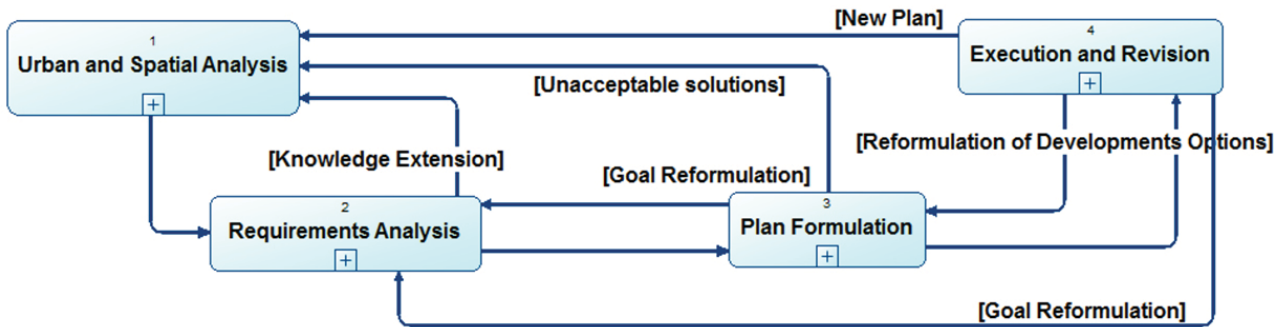 [New Plan]
1
Urban and Spatial Analysis
4
Execution and Revision
[Unacceptable solutions]
[Knowledge Extension]
[Reformulation of Developments Options]
[Goal Reformulation]
2
Requirements Analysis
3
Plan Formulation
[Goal Reformulation]